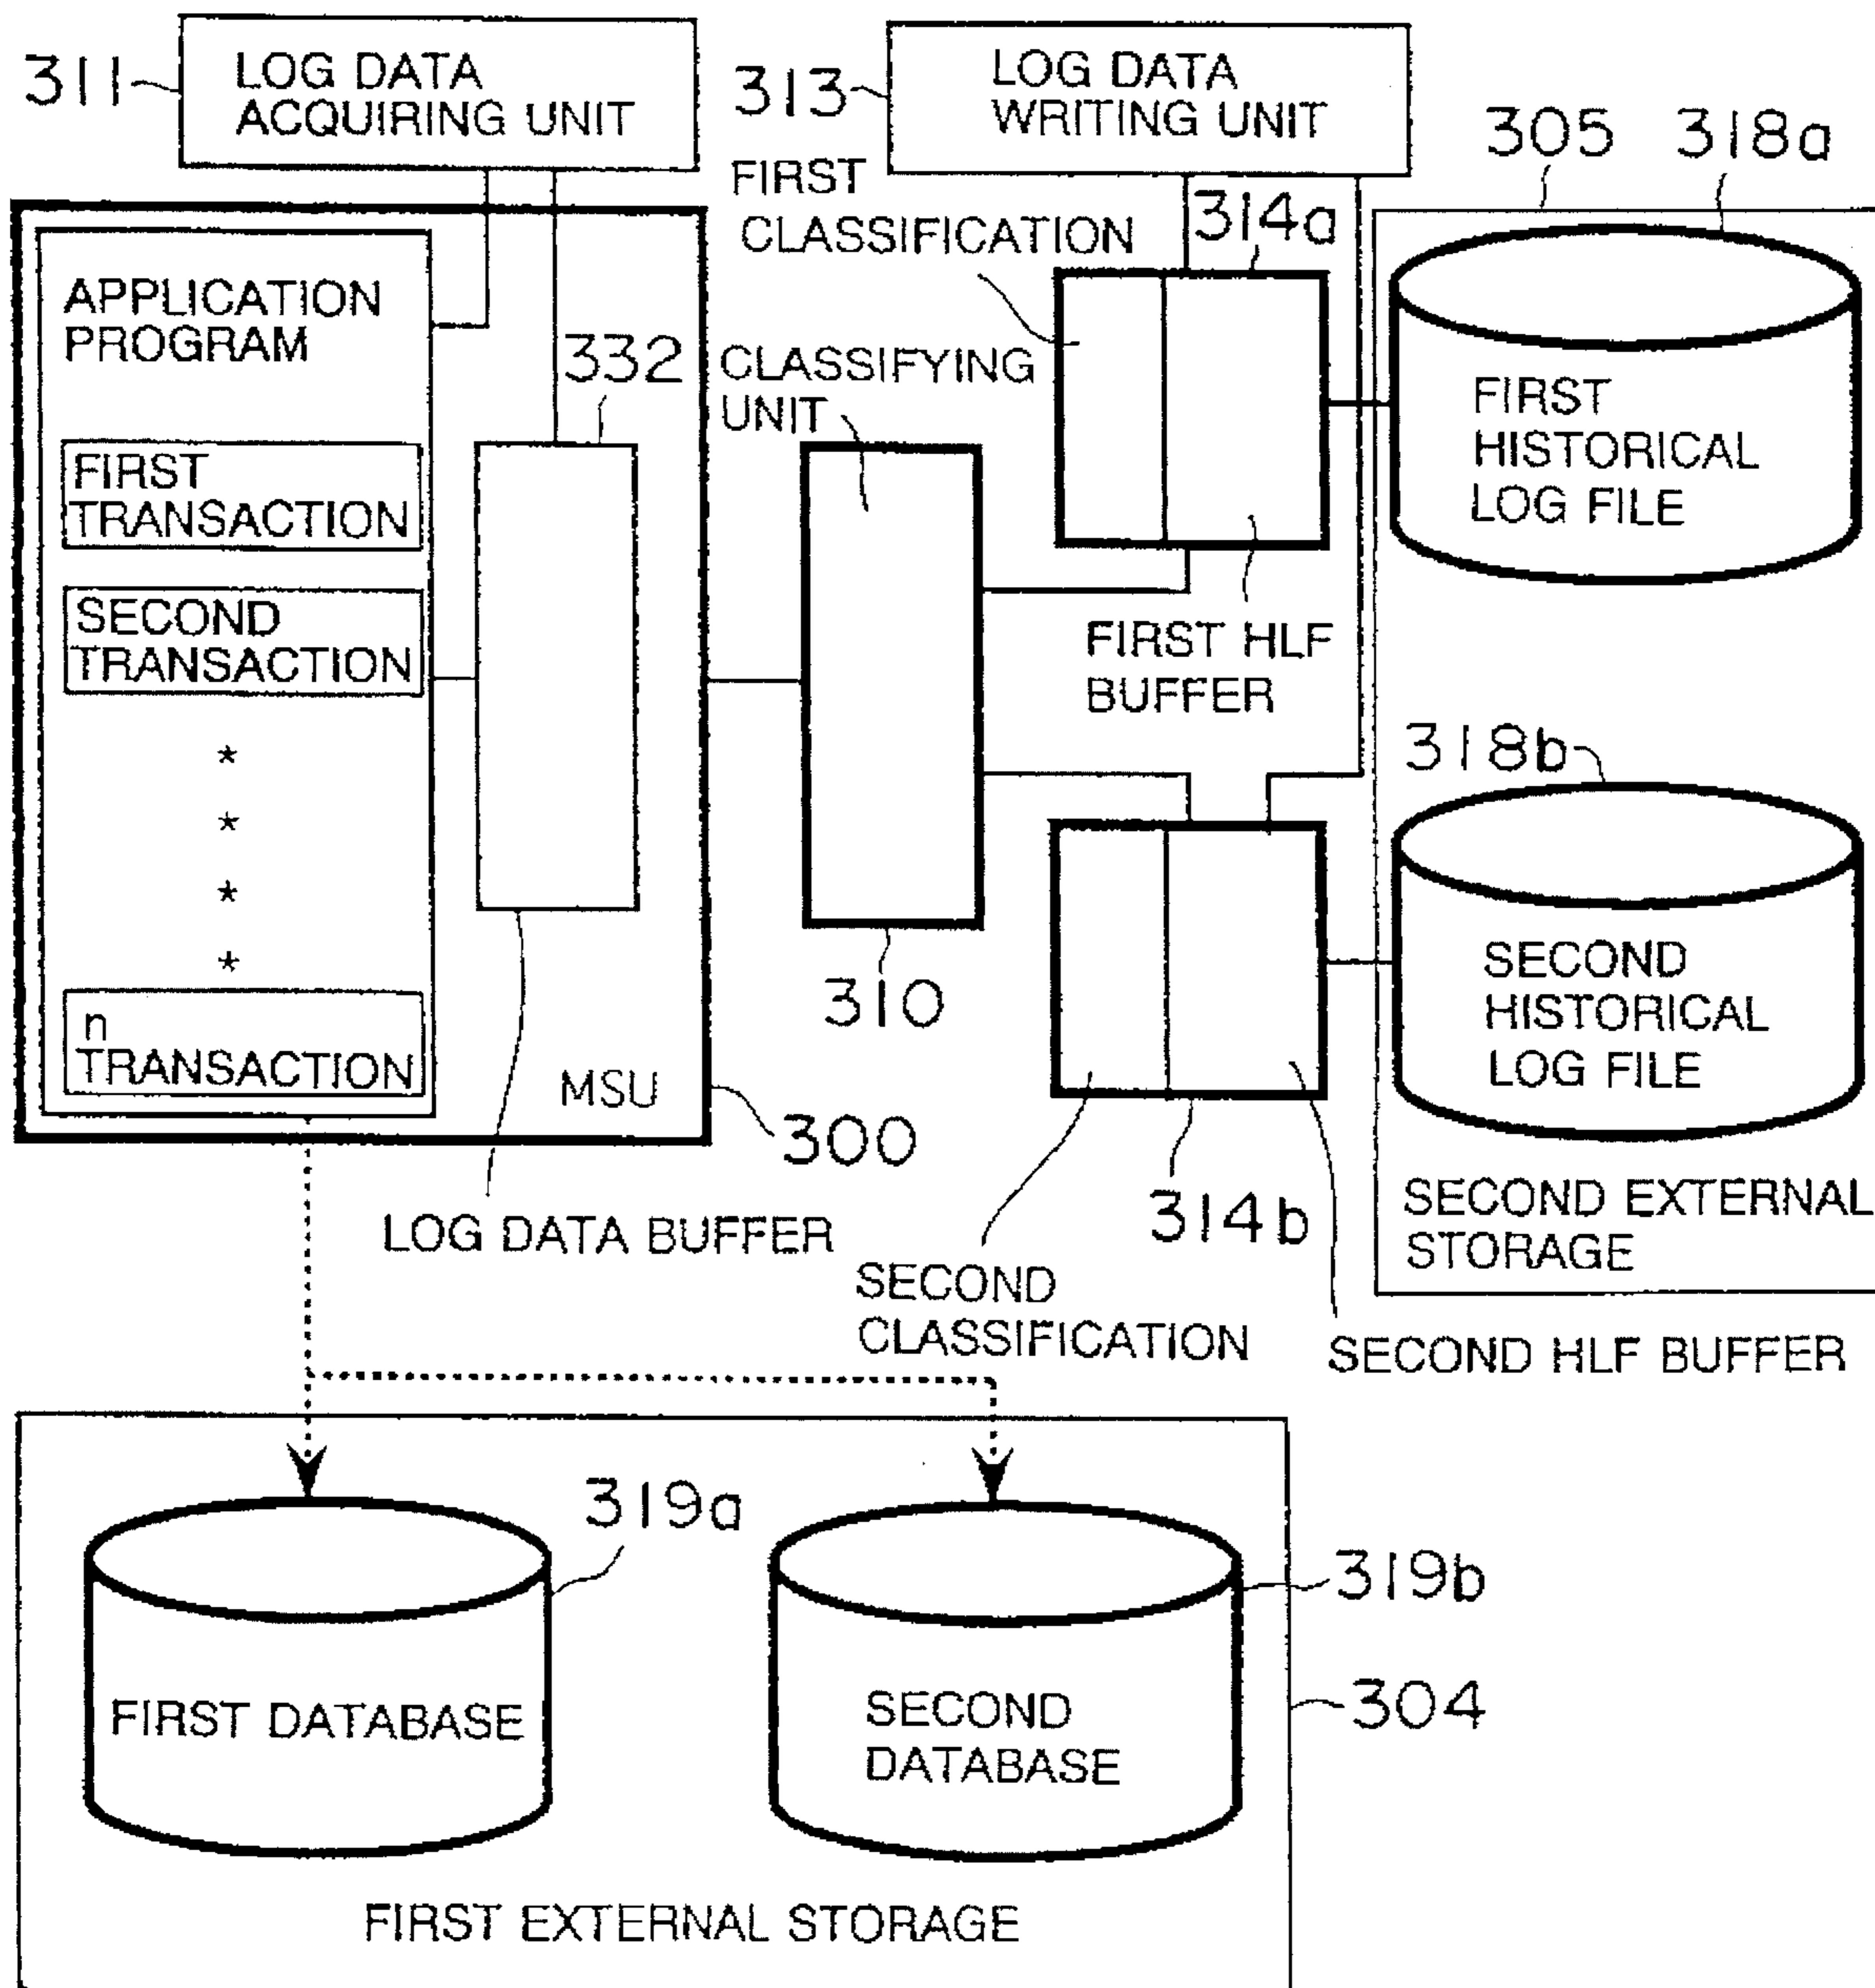 311
LOG DATA
ACQUIRING UNIT
313
LOG DATA
WRITING UNIT
305
318a
FIRST
CLASSIFICATION
314a
APPLICATION
PROGRAM
332
CLASSIFYING
UNIT
FIRST
HISTORICAL
LOG FILE
FIRST
TRANSACTION
SECOND
TRANSACTION
FIRST HLF
BUFFER
*
*
*
*
318b
310
SECOND
HISTORICAL
LOG FILE
n
TRANSACTION
MSU
300
314b
SECOND EXTERNAL
STORAGE
LOG DATA BUFFER
SECOND
CLASSIFICATION
SECOND HLF BUFFER
319a
319b
FIRST DATABASE
SECOND
DATABASE
304
FIRST EXTERNAL STORAGE